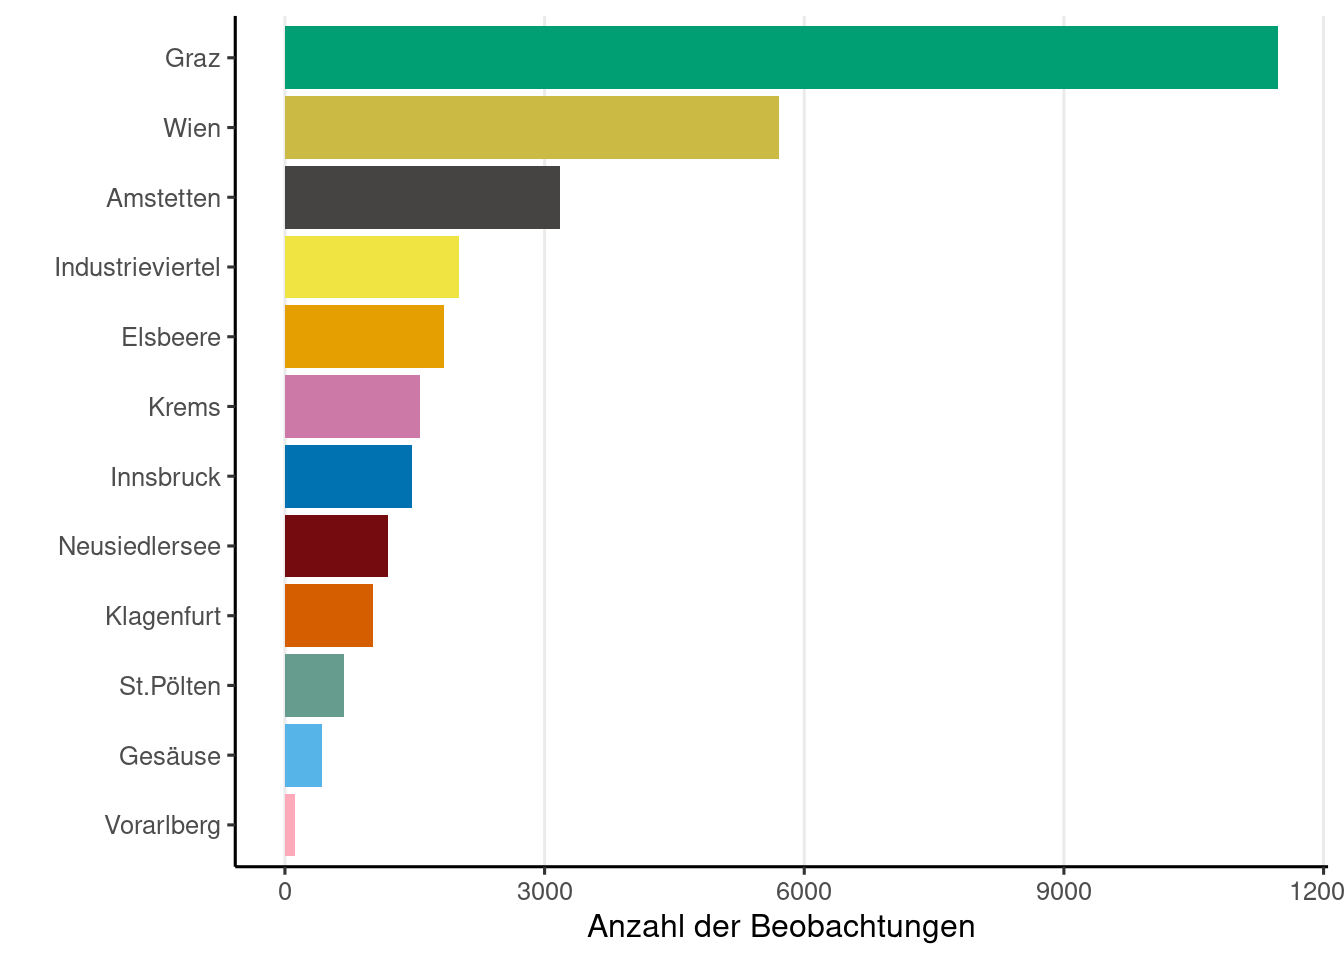 Graz
Wien
Amstetten
Industrieviertel
Elsbeere
Krems
Innsbruck
Neusiedlersee
Klagenfurt
St.Pölten
Gesäuse
Vorarlberg
0 3000 6000 9000 1200
Anzahl der Beobachtungen